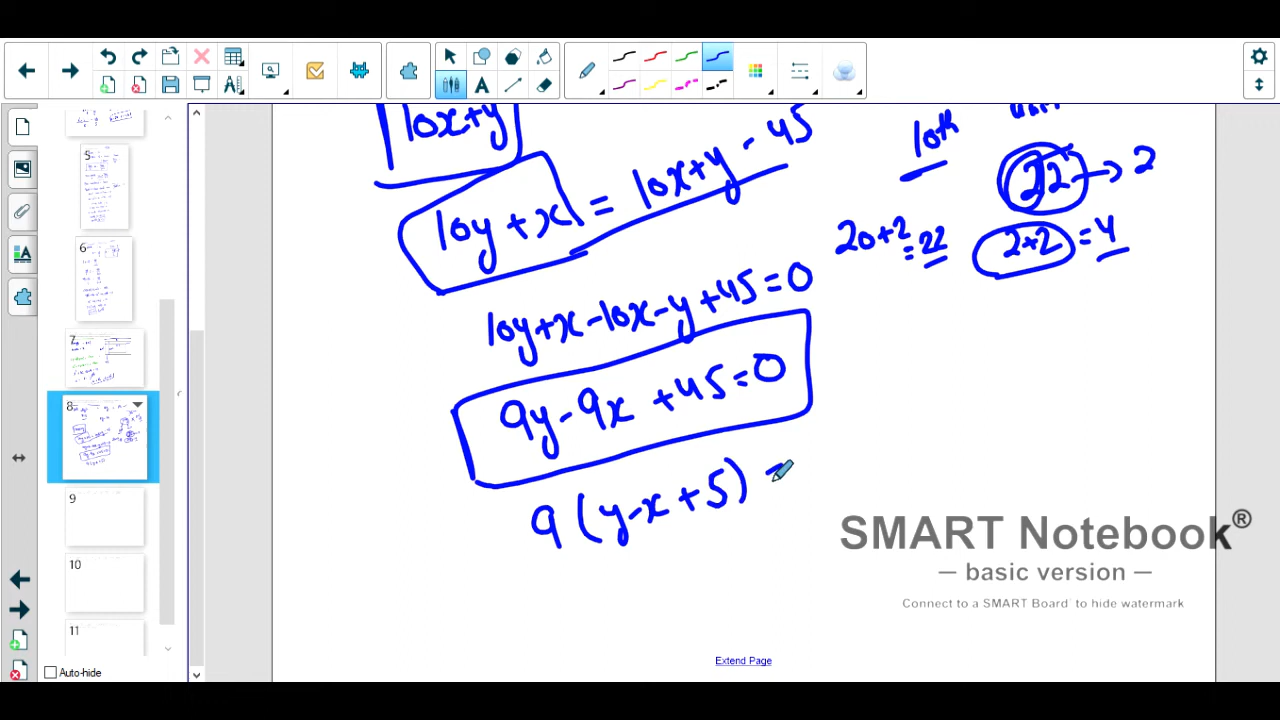 10x+y
10y+x = 10x+y - 45
10th
22 → 2
20+2
= 22
2+2 = 4
10y+x-10x-y+45=0
9y-9x+45=0
9(y-x+5) =
SMART Notebook®
— basic version —
Connect to a SMART Board™ to hide watermark
Extend Page
5
6
7
8
9
10
11
Auto-hide